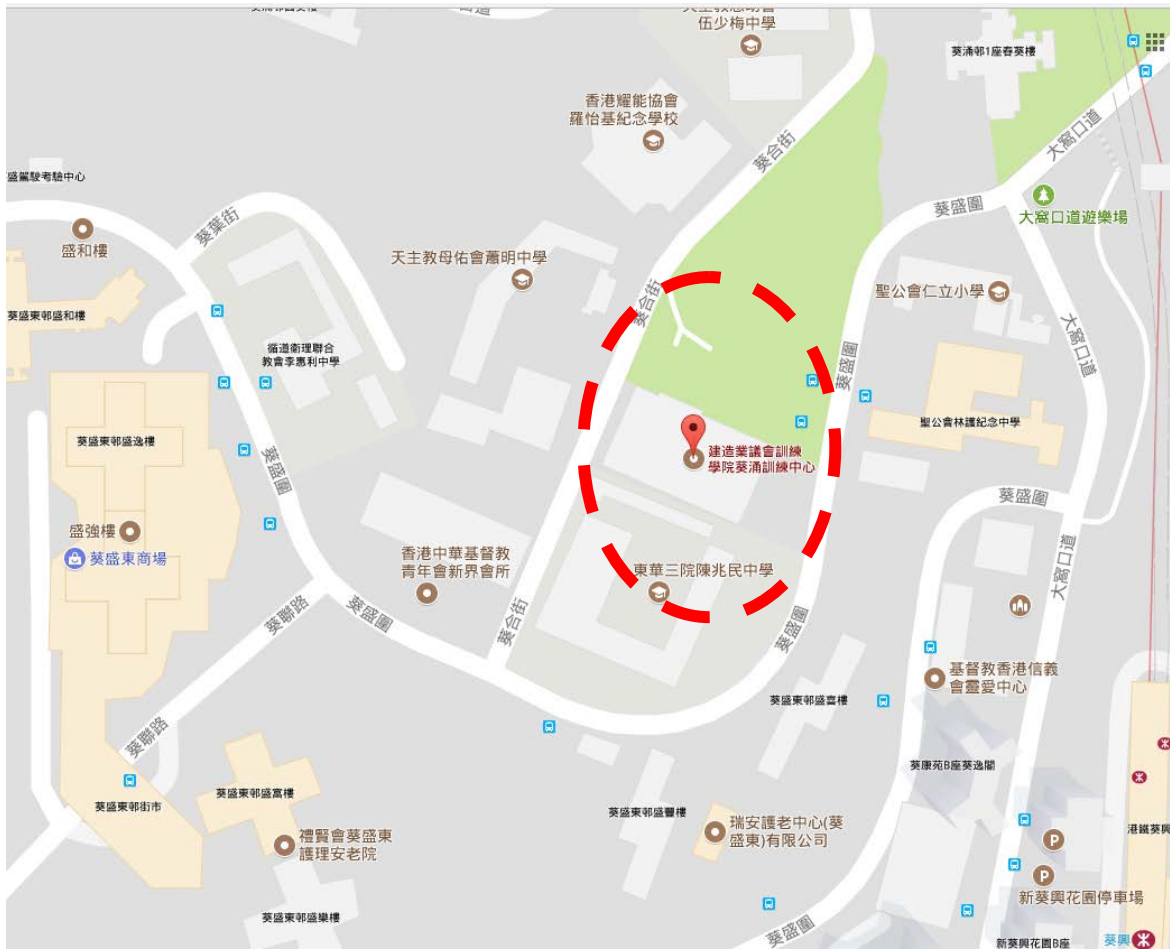 伍少梅中學
葵涌邨1座春葵樓
香港耀能協會
羅怡基紀念學校
葵合街
大窩口道
盛駕駛考驗中心
葵葉街
葵盛圍
大窩口道遊樂場
盛和樓
天主教母佑會蕭明中學
聖公會仁立小學
葵合街
葵盛東邨盛和樓
大窩口道
循道衛理聯合
教會李惠利中學
葵盛圍
聖公會林護紀念中學
葵盛東邨盛逸樓
建造業議會訓練
學院葵涌訓練中心
葵盛圍
葵盛圍
盛強樓
葵盛東商場
香港中華基督教
青年會新界會所
東華三院陳兆民中學
大窩口道
葵聯路
葵盛圍
葵合街
葵盛圍
基督教香港信義
會靈愛中心
葵盛東邨盛喜樓
葵聯路
葵康苑B座葵逸閣
葵盛東邨盛富樓
葵盛東邨街市
葵盛東邨盛豐樓
瑞安護老中心(葵
盛東)有限公司
港鐵葵興
禮賢會葵盛東
護理安老院
P
P
新葵興花園停車場
葵盛東邨盛樂樓
葵盛圍
新葵興花園B座
葵興